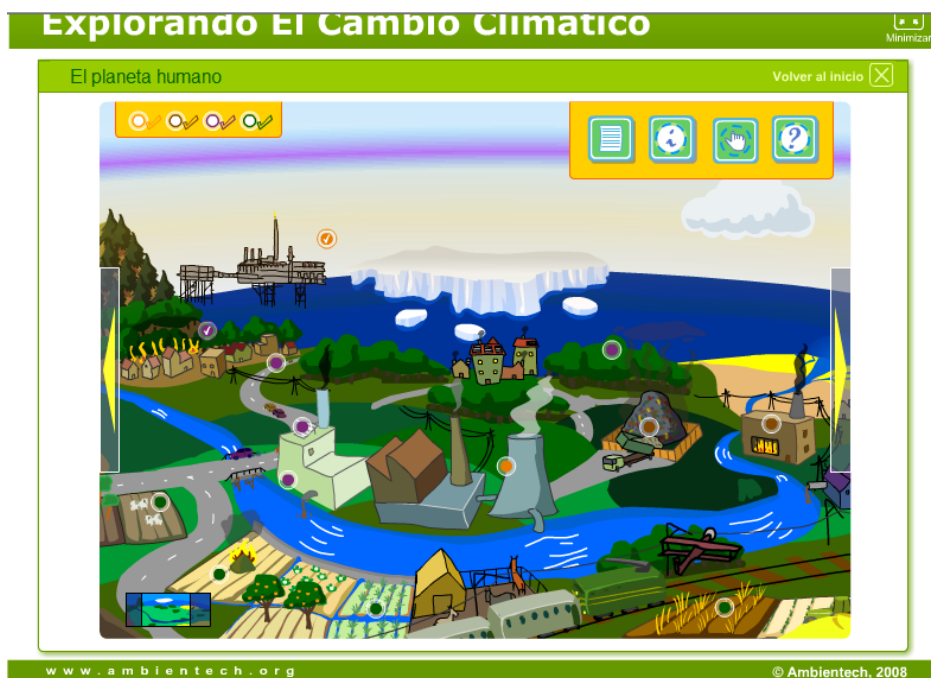 Explorando El Cambio Climático
Minimizar
El planeta humano
Volver al inicio
www.ambientech.org
© Ambientech, 2008